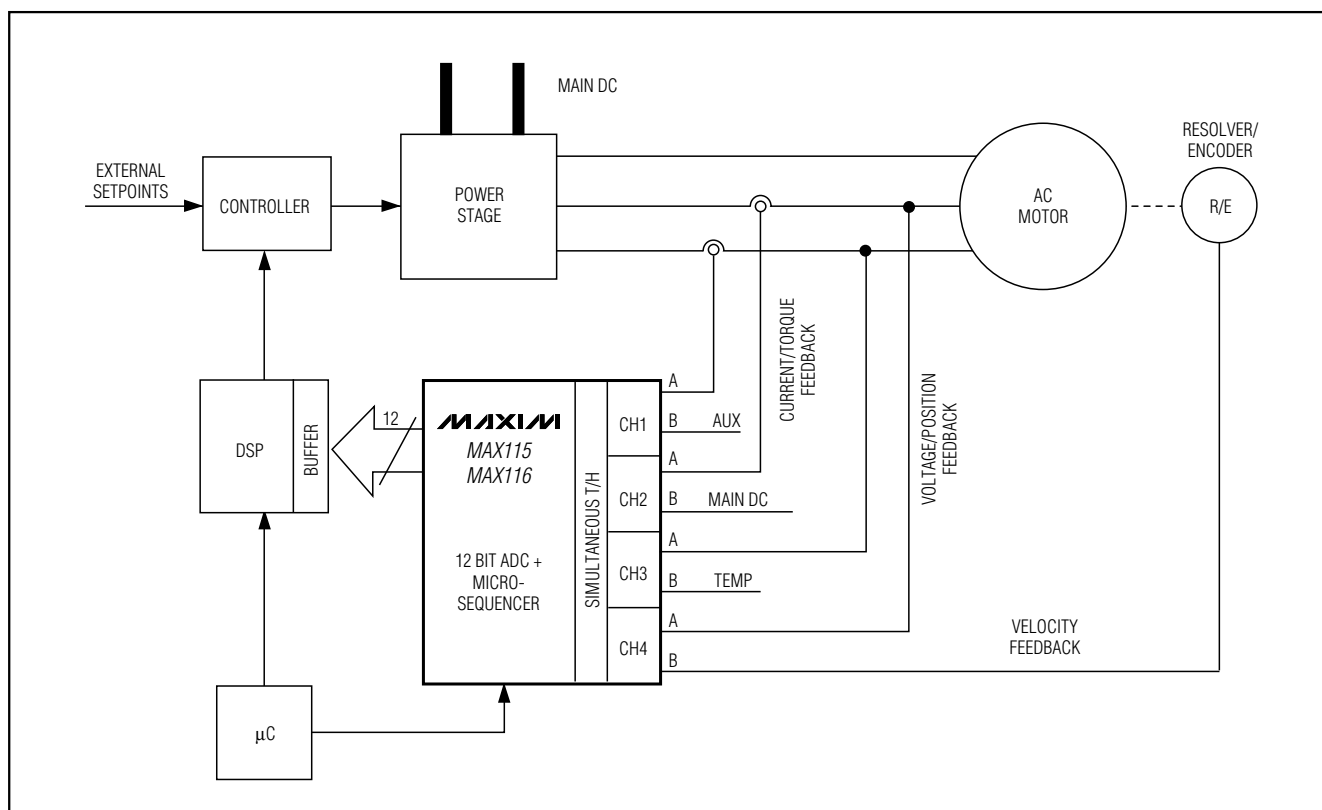 MAIN DC
EXTERNAL
SETPOINTS
CONTROLLER
POWER
STAGE
AC
MOTOR
RESOLVER/
ENCODER
R/E
CURRENT/TORQUE
FEEDBACK
VOLTAGE/POSITION
FEEDBACK
DSP
BUFFER
12
MAXIM
MAX115
MAX116
12 BIT ADC +
MICRO-
SEQUENCER
SIMULTANEOUS T/H
CH1
CH2
CH3
CH4
A
B AUX
A
B MAIN DC
A
B TEMP
A
B
VELOCITY
FEEDBACK
μC